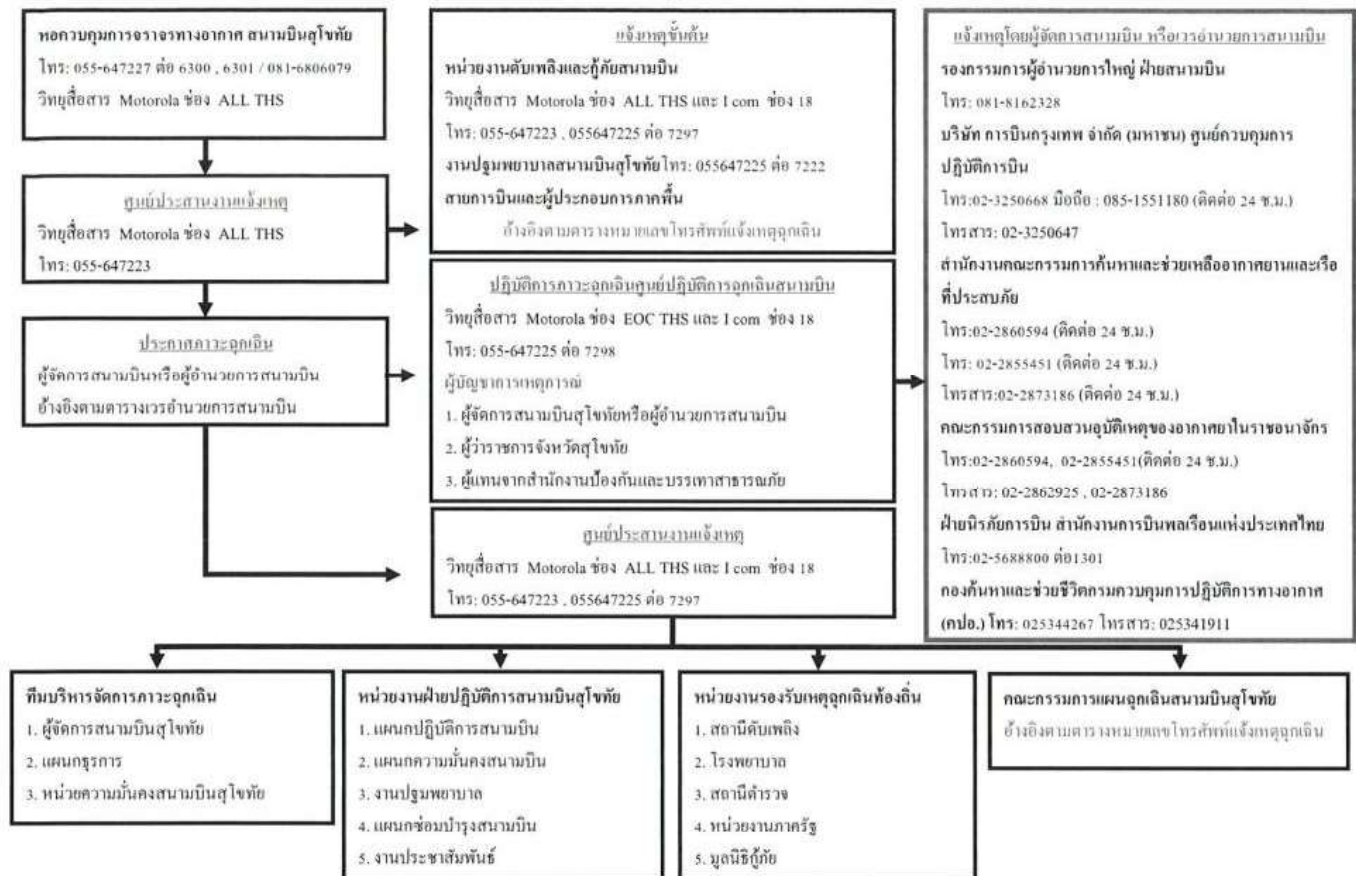 หอควบคุมการจราจรทางอากาศ สนามบินสุโขทัย
โทร: 055-647227 ต่อ 6300 , 6301 / 081-6806079
วิทยุสื่อสาร Motorola ช่อง ALL THS
ศูนย์ประสานงานแจ้งเหตุ
วิทยุสื่อสาร Motorola ช่อง ALL THS
โทร: 055-647223
ประกาศภาวะฉุกเฉิน
ผู้จัดการสนามบินหรือผู้อำนวยการสนามบิน
อ้างอิงตามตารางเวรอำนวยการสนามบิน
แจ้งเหตุขั้นต้น
หน่วยงานดับเพลิงและกู้ภัยสนามบิน
วิทยุสื่อสาร Motorola ช่อง ALL THS และ I com ช่อง 18
โทร: 055-647223 , 055647225 ต่อ 7297
งานปฐมพยาบาลสนามบินสุโขทัยโทร: 055647225 ต่อ 7222
สายการบินและผู้ประกอบการภาคพื้น
อ้างอิงตามตารางหมายเลขโทรศัพท์แจ้งเหตุฉุกเฉิน
ปฏิบัติการภาวะฉุกเฉินศูนย์ปฏิบัติการฉุกเฉินสนามบิน
วิทยุสื่อสาร Motorola ช่อง EOC THS และ I com ช่อง 18
โทร: 055-647225 ต่อ 7298
ผู้บัญชาการเหตุการณ์
1. ผู้จัดการสนามบินสุโขทัยหรือผู้อำนวยการสนามบิน
2. ผู้ว่าราชการจังหวัดสุโขทัย
3. ผู้แทนจากสำนักงานป้องกันและบรรเทาสาธารณภัย
ศูนย์ประสานงานแจ้งเหตุ
วิทยุสื่อสาร Motorola ช่อง ALL THS และ I com ช่อง 18
โทร: 055-647223 , 055647225 ต่อ 7297
แจ้งเหตุโดยผู้จัดการสนามบิน หรือเวรอำนวยการสนามบิน
รองกรรมการผู้อำนวยการใหญ่ ฝ่ายสนามบิน
โทร: 081-8162328
บริษัท การบินกรุงเทพ จำกัด (มหาชน) ศูนย์ควบคุมการ
ปฏิบัติการบิน
โทร:02-3250668 มือถือ : 085-1551180 (ติดต่อ 24 ช.ม.)
โทรสาร: 02-3250647
สำนักงานคณะกรรมการค้นหาและช่วยเหลืออากาศยานและเรือ
ที่ประสบภัย
โทร:02-2860594 (ติดต่อ 24 ช.ม.)
โทร: 02-2855451 (ติดต่อ 24 ช.ม.)
โทรสาร:02-2873186 (ติดต่อ 24 ช.ม.)
คณะกรรมการสอบสวนอุบัติเหตุของอากาศยาในราชอนาจักร
โทร:02-2860594, 02-2855451(ติดต่อ 24 ช.ม.)
โทรสาร: 02-2862925 , 02-2873186
ฝ่ายนิรภัยการบิน สำนักงานการบินพลเรือนแห่งประเทศไทย
โทร:02-5688800 ต่อ1301
กองค้นหาและช่วยชีวิตกรมควบคุมการปฏิบัติการทางอากาศ
(คปอ.) โทร: 025344267 โทรสาร: 025341911
ทีมบริหารจัดการภาวะฉุกเฉิน
1. ผู้จัดการสนามบินสุโขทัย
2. แผนกธุรการ
3. หน่วยความมั่นคงสนามบินสุโขทัย
หน่วยงานฝ่ายปฏิบัติการสนามบินสุโขทัย
1. แผนกปฏิบัติการสนามบิน
2. แผนกความมั่นคงสนามบิน
3. งานปฐมพยาบาล
4. แผนกซ่อมบำรุงสนามบิน
5. งานประชาสัมพันธ์
หน่วยงานรองรับเหตุฉุกเฉินท้องถิ่น
1. สถานีดับเพลิง
2. โรงพยาบาล
3. สถานีตำรวจ
4. หน่วยงานภาครัฐ
5. มูลนิธิกู้ภัย
คณะกรรมการแผนฉุกเฉินสนามบินสุโขทัย
อ้างอิงตามตารางหมายเลขโทรศัพท์แจ้งเหตุฉุกเฉิน